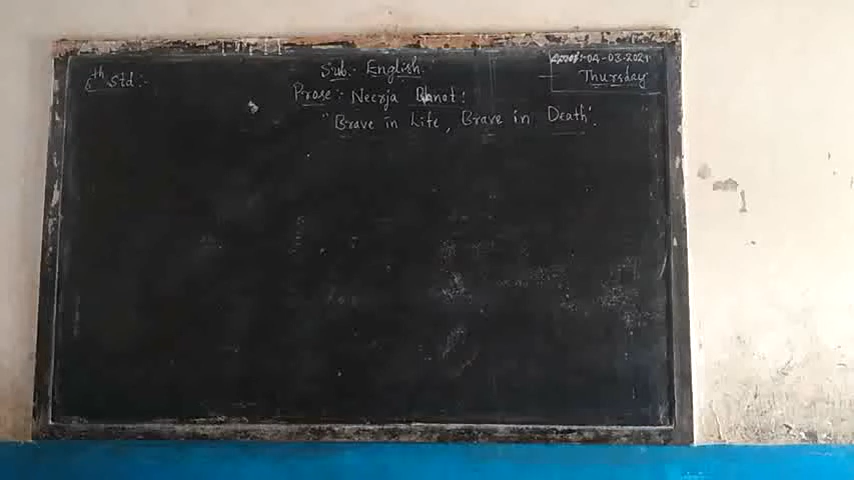 6th Std:-
Sub:- English.
04-03-2021
Thursday
Prose: Neerja Bhanot:
"Brave in Life, Brave in Death'.